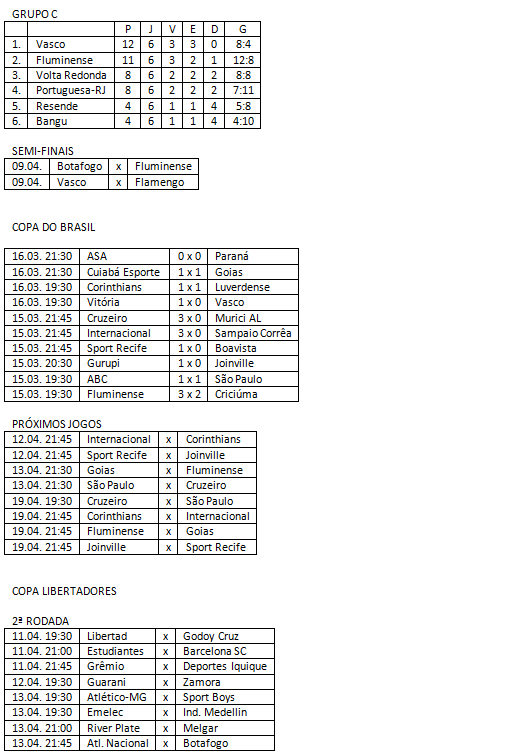 GRUPO C
P J V E D G
1. Vasco 12 6 3 3 0 8:4
2. Fluminense 11 6 3 2 1 12:8
3. Volta Redonda 8 6 2 2 2 8:8
4. Portuguesa-RJ 8 6 2 2 2 7:11
5. Resende 4 6 1 1 4 5:8
6. Bangu 4 6 1 1 4 4:10
SEMI-FINAIS
09.04. Botafogo x Fluminense
09.04. Vasco x Flamengo
COPA DO BRASIL
16.03. 21:30 ASA 0 x 0 Paraná
16.03. 21:30 Cuiabá Esporte 1 x 1 Goias
16.03. 19:30 Corinthians 1 x 1 Luverdense
16.03. 19:30 Vitória 1 x 0 Vasco
15.03. 21:45 Cruzeiro 3 x 0 Murici AL
15.03. 21:45 Internacional 3 x 0 Sampaio Corrêa
15.03. 21:45 Sport Recife 1 x 0 Boavista
15.03. 20:30 Gurupi 1 x 0 Joinville
15.03. 19:30 ABC 1 x 1 São Paulo
15.03. 19:30 Fluminense 3 x 2 Criciúma
PRÓXIMOS JOGOS
12.04. 21:45 Internacional x Corinthians
12.04. 21:45 Sport Recife x Joinville
13.04. 21:30 Goias x Fluminense
13.04. 21:30 São Paulo x Cruzeiro
19.04. 19:30 Cruzeiro x São Paulo
19.04. 21:45 Corinthians x Internacional
19.04. 21:45 Fluminense x Goias
19.04. 21:45 Joinville x Sport Recife
COPA LIBERTADORES
2ª RODADA
11.04. 19:30 Libertad x Godoy Cruz
11.04. 21:00 Estudiantes x Barcelona SC
11.04. 21:45 Grêmio x Deportes Iquique
12.04. 19:30 Guarani x Zamora
13.04. 19:30 Atlético-MG x Sport Boys
13.04. 19:30 Emelec x Ind. Medellin
13.04. 21:00 River Plate x Melgar
13.04. 21:45 Atl. Nacional x Botafogo